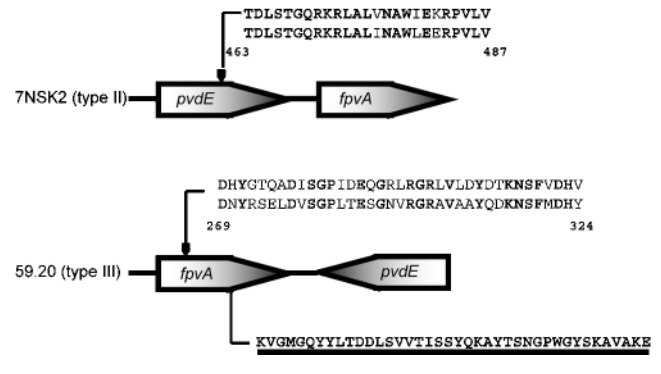 TDLSTGQRKRLALVNAWIEKRPVLV
TDLSTGQRKRLALINAWLEERPVLV
463 487
7NSK2 (type II) pvdE fpvA
DHYGTQADISGPIDEQGRLRGRLVLDYDTKNSFVDHV
DNYRSELDVSGPLTESGNVRGRAVAAYQDKNSFMDHY
269 324
59.20 (type III) fpvA pvdE
KVGMGQYYLTDDLSVVTISSYQKAYTSNGPWGYSKAVAKE